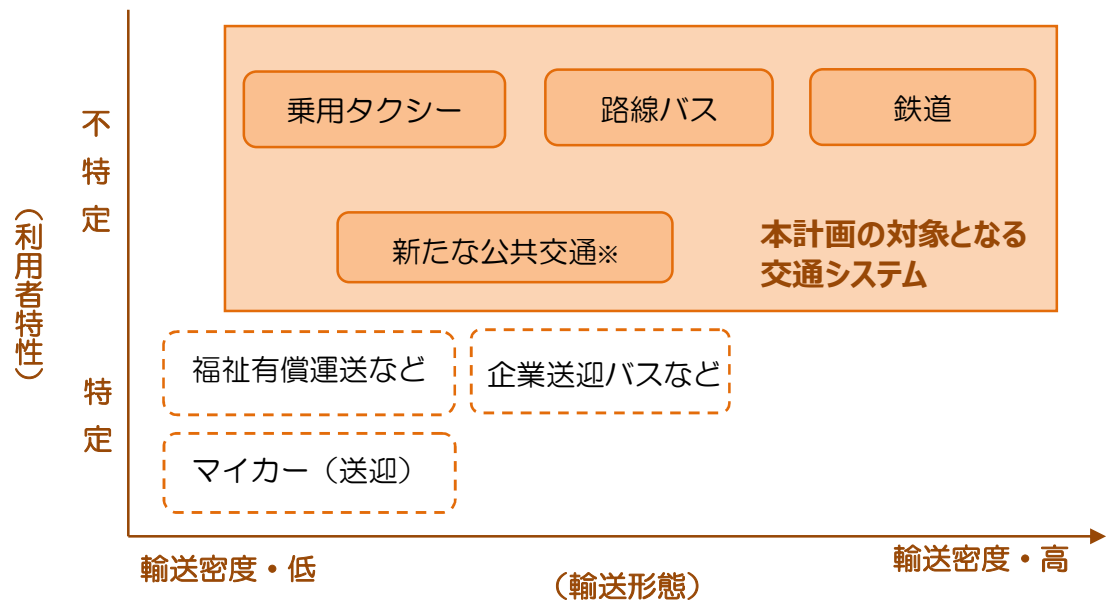 乗用タクシー
路線バス
鉄道
新たな公共交通※
本計画の対象となる
交通システム
不特定
(利用者特性)
特定
福祉有償運送など
企業送迎バスなど
マイカー（送迎）
輸送密度・低
(輸送形態)
輸送密度・高